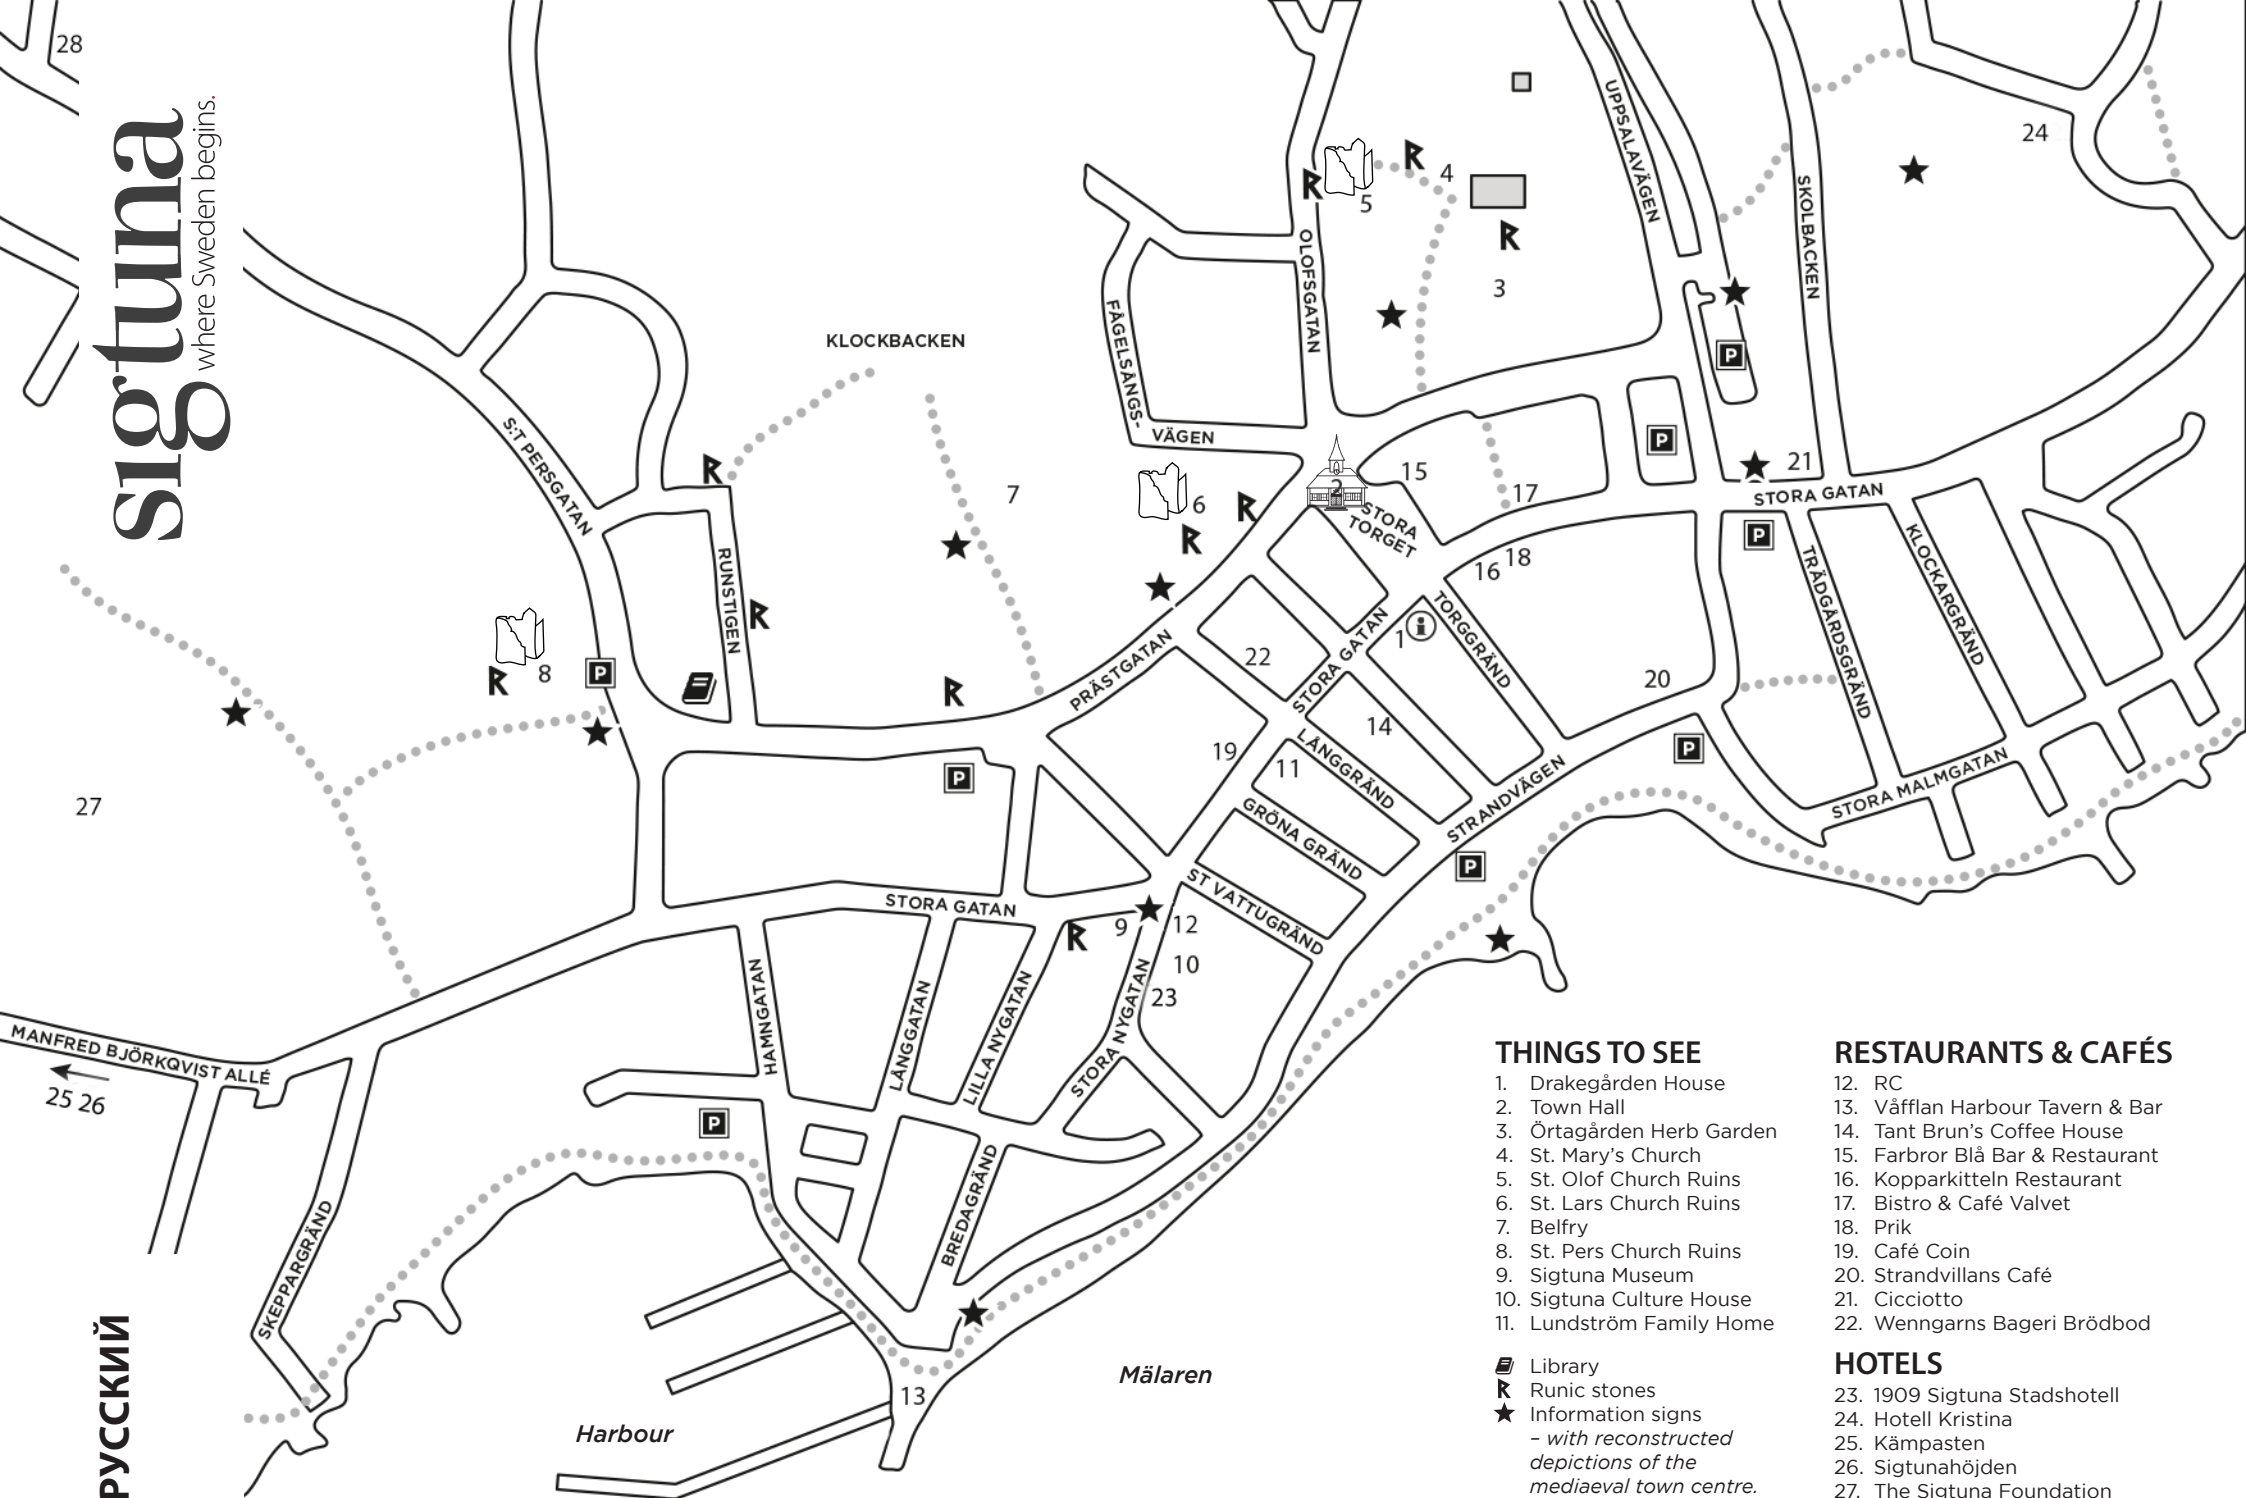 28
sigtuna
where Sweden begins.
24
UPPSALAVÄGEN
SKOLBACKEN
4
5
3
OLOFSGATAN
FÅGELSÅNGS-
VÄGEN
KLOCKBACKEN
S:T PERSGATAN
7
6
2
15
17
21
P
P
STORA GATAN
STORA
TORGET
16
18
P
KLOCKARGRÄND
TRÄDGÅRDSGRÄND
RUNSTIGEN
8
P
PRÄSTGATAN
22
STORA GATAN
1
i
TORGGRÄND
20
14
19
11
LÅNGGRÄND
GRÖNA GRÄND
STRANDVÄGEN
P
P
P
STORA MALMGATAN
27
STORA GATAN
9
12
10
23
ST VATTUGRÄND
HAMNGATAN
LÅNGGATAN
LILLA NYGATAN
STORA NYGATAN
MANFRED BJÖRKQVIST ALLÉ
25 26
P
BREDAGRÄND
SKEPPARGRÄND
13
Mälaren
Harbour
РУССКИЙ
THINGS TO SEE
1. Drakegården House
2. Town Hall
3. Örtagården Herb Garden
4. St. Mary's Church
5. St. Olof Church Ruins
6. St. Lars Church Ruins
7. Belfry
8. St. Pers Church Ruins
9. Sigtuna Museum
10. Sigtuna Culture House
11. Lundström Family Home
Library
Runic stones
Information signs
– with reconstructed
depictions of the
mediaeval town centre.
RESTAURANTS & CAFÉS
12. RC
13. Våfflan Harbour Tavern & Bar
14. Tant Brun's Coffee House
15. Farbror Blå Bar & Restaurant
16. Kopparkitteln Restaurant
17. Bistro & Café Valvet
18. Prik
19. Café Coin
20. Strandvillans Café
21. Cicciotto
22. Wenngarns Bageri Brödbod
HOTELS
23. 1909 Sigtuna Stadshotell
24. Hotell Kristina
25. Kämpasten
26. Sigtunahöjden
27. The Sigtuna Foundation